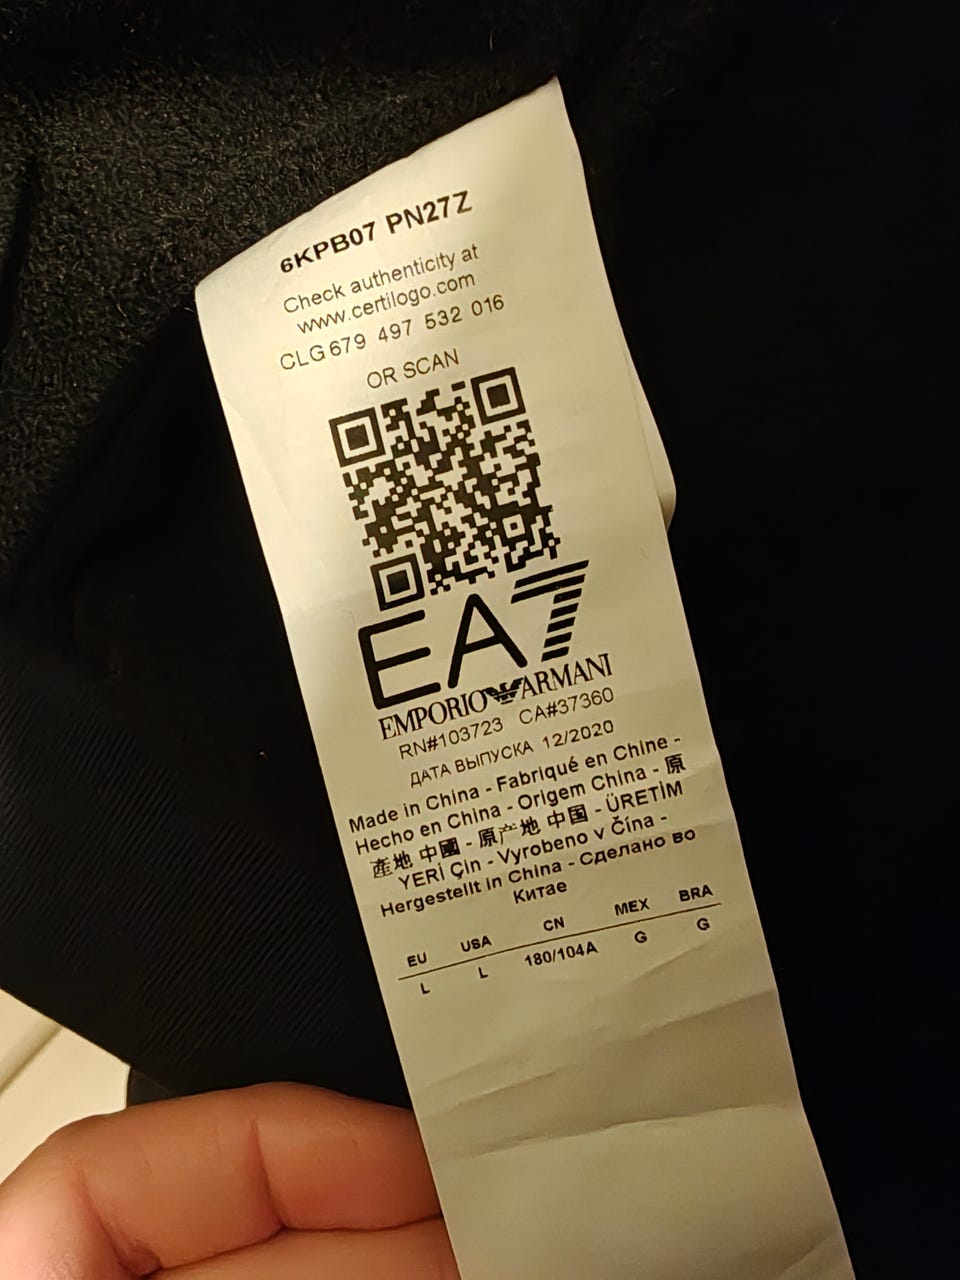 6KPB07 PN27Z
Check authenticity at
www.certilogo.com
CLG 679 497 532 016
OR SCAN
EA7
EMPORIO ARMANI
RN#103723 CA#37360
ДАТА ВЫПУСКА 12/2020
Made in China - Fabriqué en Chine -
Hecho en China - Origem China - 原
產地 中國 - 原产地 中国 - ÜRETİM
YERİ Çin - Vyrobeno v Čína -
Hergestellt in China - Сделано во
Китае
EU USA CN MEX BRA
L L 180/104A G G